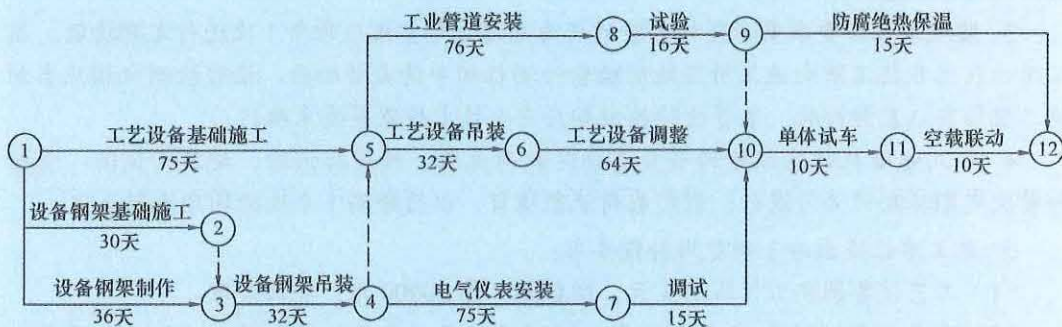 工业管道安装
76天
⑧
试验
16天
⑨
防腐绝热保温
15天
①
工艺设备基础施工
75天
⑤
工艺设备吊装
32天
⑥
工艺设备调整
64天
⑩
单体试车
10天
⑪
空载联动
10天
⑫
设备钢架基础施工
30天
②
设备钢架制作
36天
③
设备钢架吊装
32天
④
电气仪表安装
75天
⑦
调试
15天